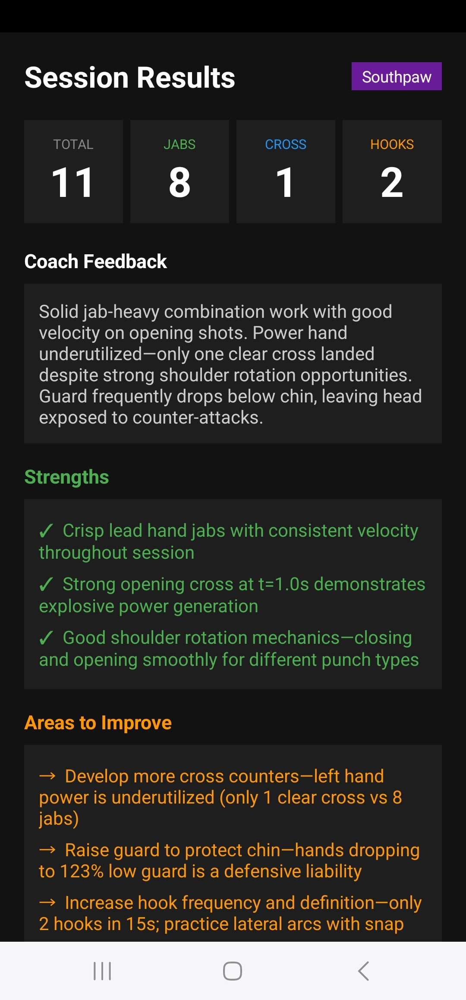 Session Results
Southpaw
TOTAL
11
JABS
8
CROSS
1
HOOKS
2
Coach Feedback
Solid jab-heavy combination work with good
velocity on opening shots. Power hand
underutilized—only one clear cross landed
despite strong shoulder rotation opportunities.
Guard frequently drops below chin, leaving head
exposed to counter-attacks.
Strengths
✓ Crisp lead hand jabs with consistent velocity
throughout session
✓ Strong opening cross at t=1.0s demonstrates
explosive power generation
✓ Good shoulder rotation mechanics—closing
and opening smoothly for different punch types
Areas to Improve
→ Develop more cross counters—left hand
power is underutilized (only 1 clear cross vs 8
jabs)
→ Raise guard to protect chin—hands dropping
to 123% low guard is a defensive liability
→ Increase hook frequency and definition—only
2 hooks in 15s; practice lateral arcs with snap